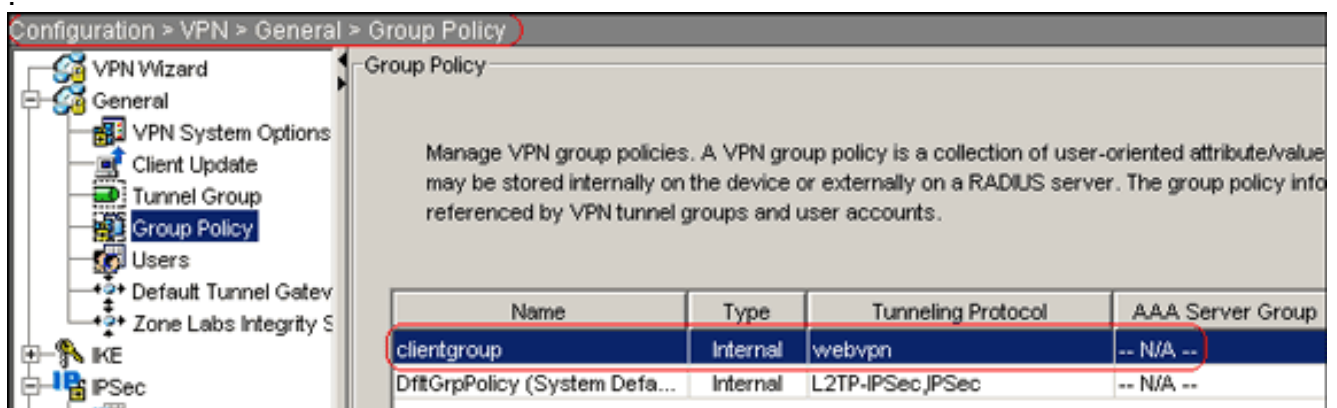 Configuration > VPN > General > Group Policy
VPN Wizard
General
VPN System Options
Client Update
Tunnel Group
Group Policy
Users
Default Tunnel Gatev
Zone Labs Integrity S
IKE
IPSec
Group Policy
Manage VPN group policies. A VPN group policy is a collection of user-oriented attribute/value
may be stored internally on the device or externally on a RADIUS server. The group policy info
referenced by VPN tunnel groups and user accounts.
Name Type Tunneling Protocol AAA Server Group
clientgroup Internal webvpn -- N/A --
DfltGrpPolicy (System Defa... Internal L2TP-IPSec,IPSec -- N/A --